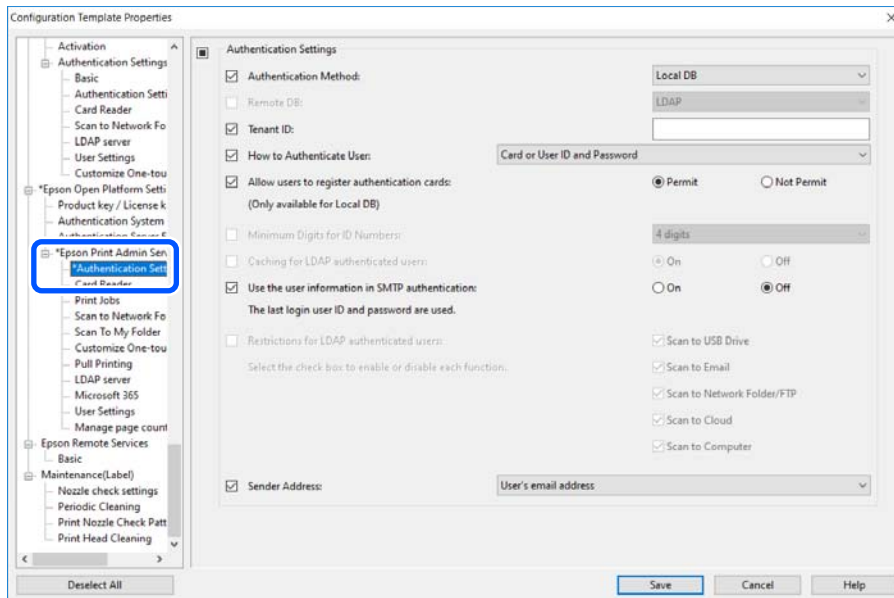 Configuration Template Properties
Activation
Authentication Settings
Basic
Authentication Setti
Card Reader
Scan to Network Fo
LDAP server
User Settings
Customize One-tou
*Epson Open Platform Setti
Product key / License k
Authentication System
*Epson Print Admin Ser
*Authentication Sett
Card Reader
Print Jobs
Scan to Network Fo
Scan To My Folder
Customize One-tou
Pull Printing
LDAP server
Microsoft 365
User Settings
Manage page count
Epson Remote Services
Basic
Maintenance(Label)
Nozzle check settings
Periodic Cleaning
Print Nozzle Check Patt
Print Head Cleaning
Authentication Settings
Authentication Method: Local DB
Remote DB: LDAP
Tenant ID:
How to Authenticate User: Card or User ID and Password
Allow users to register authentication cards: Permit Not Permit
(Only available for Local DB)
Minimum Digits for ID Numbers: 4 digits
Caching for LDAP authenticated users: On Off
Use the user information in SMTP authentication: On Off
The last login user ID and password are used.
Restrictions for LDAP authenticated users: Scan to USB Drive
Select the check box to enable or disable each function. Scan to Email
Scan to Network Folder/FTP
Scan to Cloud
Scan to Computer
Sender Address: User's email address
Deselect All Save Cancel Help